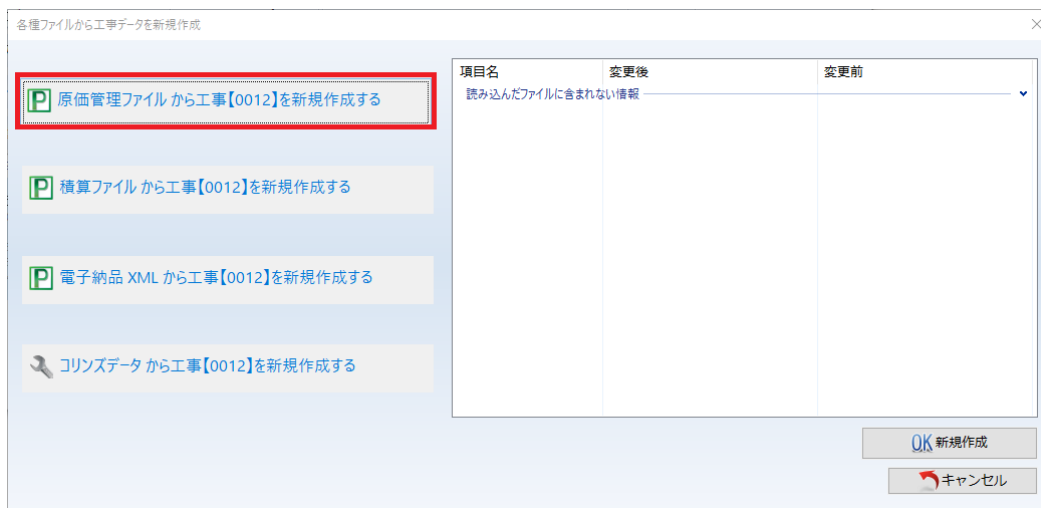 各種ファイルから工事データを新規作成
原価管理ファイル から工事【0012】を新規作成する
積算ファイル から工事【0012】を新規作成する
電子納品 XML から工事【0012】を新規作成する
コリンズデータ から工事【0012】を新規作成する
項目名 変更後 変更前
読み込んだファイルに含まれない情報
OK 新規作成
キャンセル